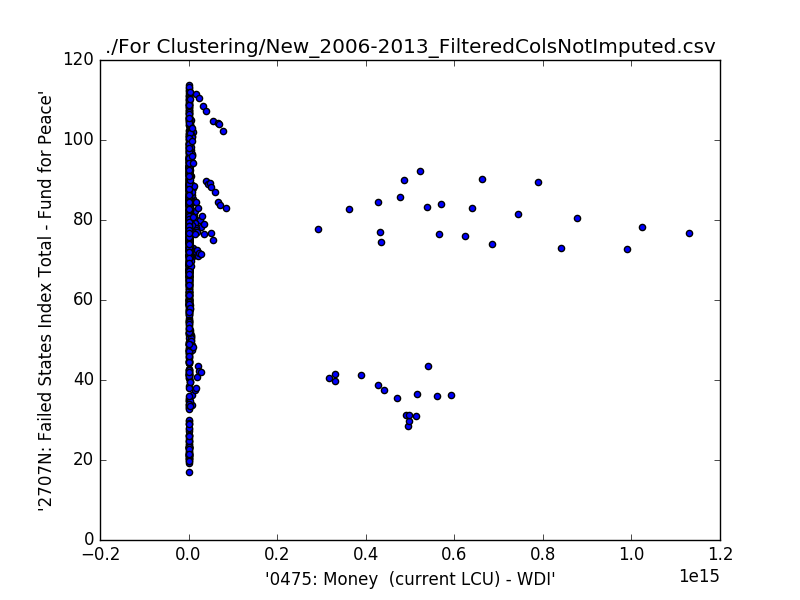 ./For Clustering/New_2006-2013_FilteredColsNotImputed.csv
120
100
80
60
40
20
0
'2707N: Failed States Index Total - Fund for Peace'
−0.2 0.0 0.2 0.4 0.6 0.8 1.0 1.2
1e15
'0475: Money  (current LCU) - WDI'